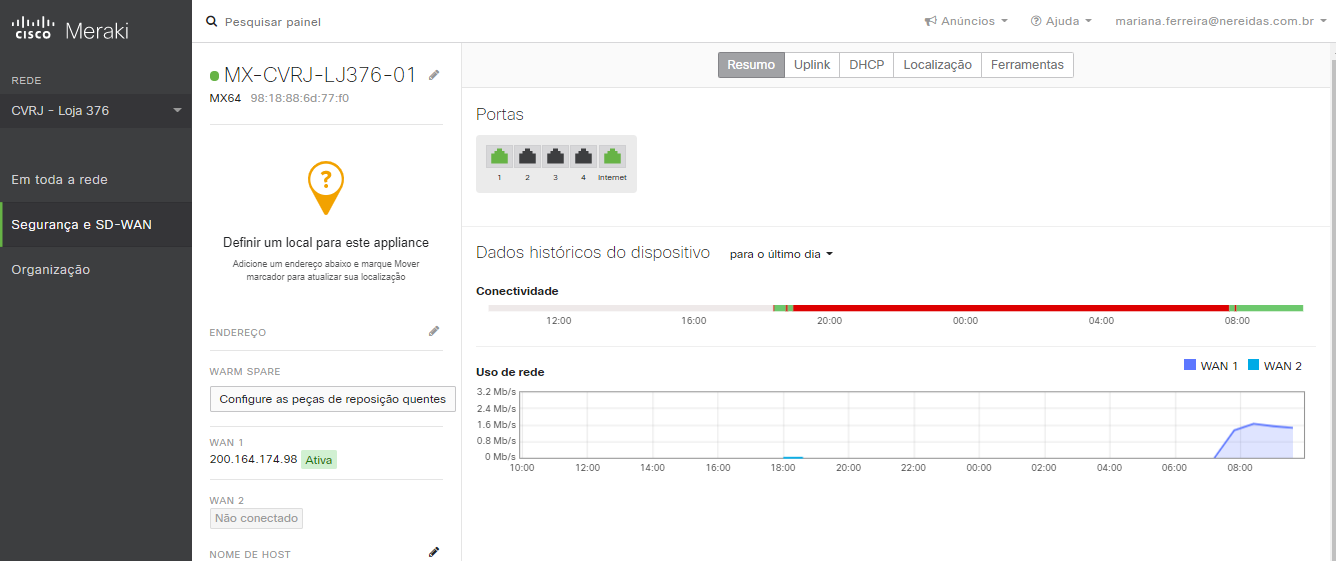 cisco Meraki
REDE
CVRJ - Loja 376
Em toda a rede
Segurança e SD-WAN
Organização
Pesquisar painel
Anúncios
Ajuda
mariana.ferreira@nereidas.com.br
MX-CVRJ-LJ376-01
MX64 98:18:88:6d:77:f0
?
Definir um local para este appliance
Adicione um endereço abaixo e marque Mover
marcador para atualizar sua localização
ENDEREÇO
WARM SPARE
Configure as peças de reposição quentes
WAN 1
200.164.174.98 Ativa
WAN 2
Não conectado
NOME DE HOST
Resumo Uplink DHCP Localização Ferramentas
Portas
1 2 3 4 Internet
Dados históricos do dispositivo para o último dia
Conectividade
12:00 16:00 20:00 00:00 04:00 08:00
Uso de rede
WAN 1 WAN 2
3.2 Mb/s
2.4 Mb/s
1.6 Mb/s
0.8 Mb/s
0 Mb/s
10:00 12:00 14:00 16:00 18:00 20:00 22:00 00:00 02:00 04:00 06:00 08:00